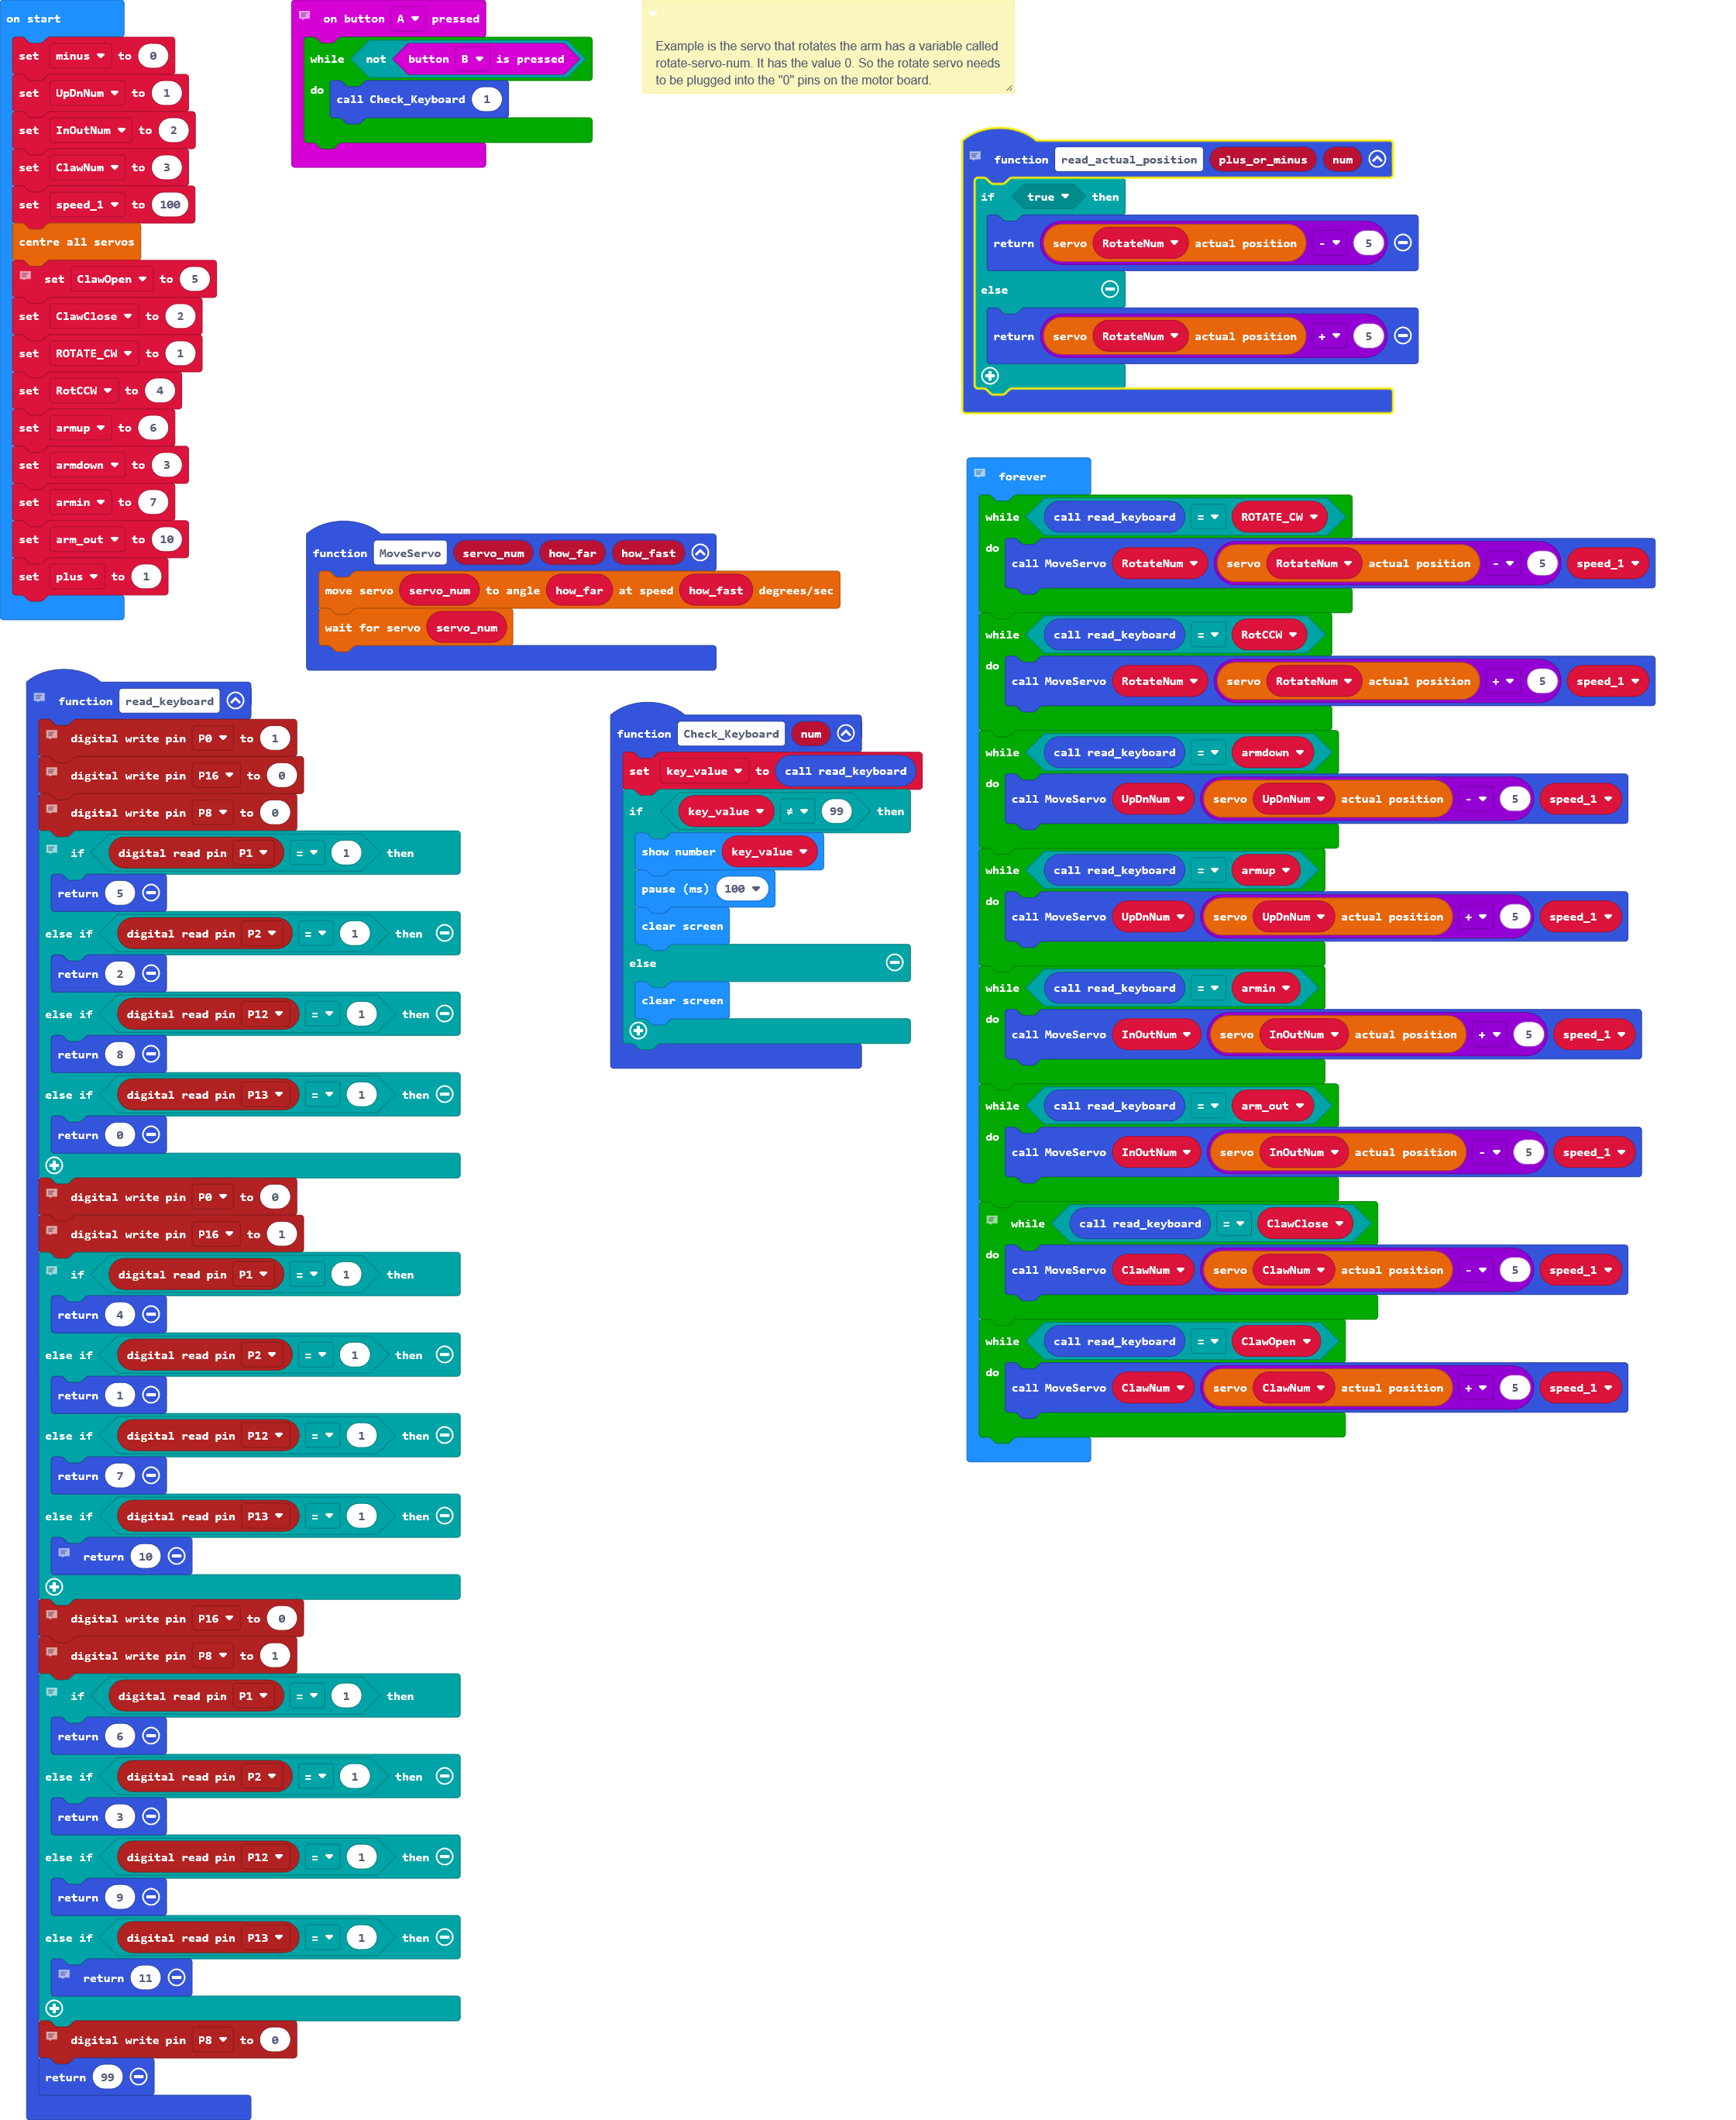 on start
set minus to 0
set UpDnNum to 1
set InOutNum to 2
set ClawNum to 3
set speed_1 to 100
centre all servos
set ClawOpen to 5
set ClawClose to 2
set ROTATE_CW to 1
set RotCCW to 4
set armup to 6
set armdown to 3
set armin to 7
set arm_out to 10
set plus to 1
on button A pressed
while not button B is pressed
do
call Check_Keyboard 1
Example is the servo that rotates the arm has a variable called
rotate-servo-num. It has the value 0. So the rotate servo needs
to be plugged into the "0" pins on the motor board.
function read_actual_position plus_or_minus num
if true then
return servo RotateNum actual position - 5
else
return servo RotateNum actual position + 5
function MoveServo servo_num how_far how_fast
move servo servo_num to angle how_far at speed how_fast degrees/sec
wait for servo servo_num
function read_keyboard
digital write pin P0 to 1
digital write pin P16 to 0
digital write pin P8 to 0
if digital read pin P1 = 1 then
return 5
else if digital read pin P2 = 1 then
return 2
else if digital read pin P12 = 1 then
return 8
else if digital read pin P13 = 1 then
return 0
digital write pin P0 to 0
digital write pin P16 to 1
if digital read pin P1 = 1 then
return 4
else if digital read pin P2 = 1 then
return 1
else if digital read pin P12 = 1 then
return 7
else if digital read pin P13 = 1 then
return 10
digital write pin P16 to 0
digital write pin P8 to 1
if digital read pin P1 = 1 then
return 6
else if digital read pin P2 = 1 then
return 3
else if digital read pin P12 = 1 then
return 9
else if digital read pin P13 = 1 then
return 11
digital write pin P8 to 0
return 99
function Check_Keyboard num
set key_value to call read_keyboard
if key_value ≠ 99 then
show number key_value
pause (ms) 100
clear screen
else
clear screen
forever
while call read_keyboard = ROTATE_CW
do
call MoveServo RotateNum servo RotateNum actual position - 5 speed_1
while call read_keyboard = RotCCW
do
call MoveServo RotateNum servo RotateNum actual position + 5 speed_1
while call read_keyboard = armdown
do
call MoveServo UpDnNum servo UpDnNum actual position - 5 speed_1
while call read_keyboard = armup
do
call MoveServo UpDnNum servo UpDnNum actual position + 5 speed_1
while call read_keyboard = armin
do
call MoveServo InOutNum servo InOutNum actual position + 5 speed_1
while call read_keyboard = arm_out
do
call MoveServo InOutNum servo InOutNum actual position - 5 speed_1
while call read_keyboard = ClawClose
do
call MoveServo ClawNum servo ClawNum actual position - 5 speed_1
while call read_keyboard = ClawOpen
do
call MoveServo ClawNum servo ClawNum actual position + 5 speed_1